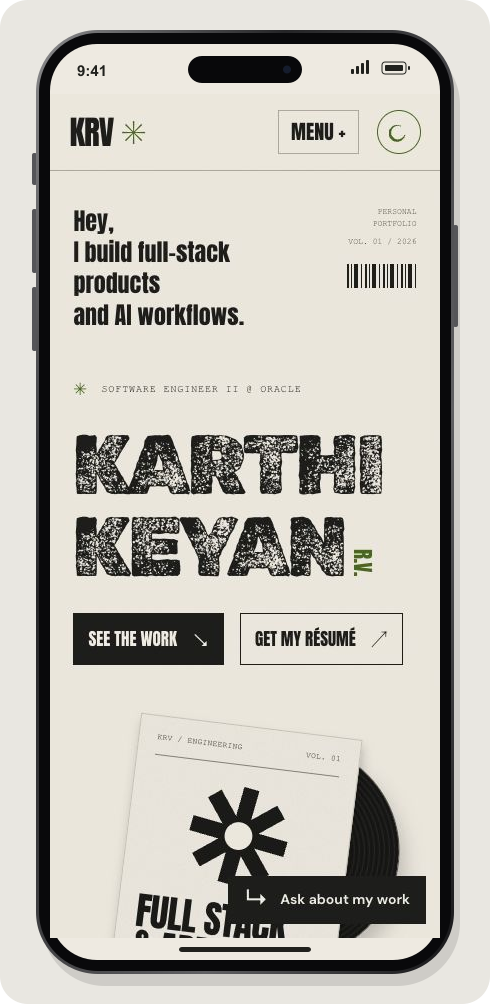 9:41
KRV
MENU +
Hey,
I build full-stack
products
and AI workflows.
PERSONAL
PORTFOLIO
VOL. 01 / 2026
SOFTWARE ENGINEER II @ ORACLE
KARTHI
KEYAN
R.V.
SEE THE WORK ↘
GET MY RÉSUMÉ ↗
KRV / ENGINEERING
VOL. 01
FULL STACK
Ask about my work